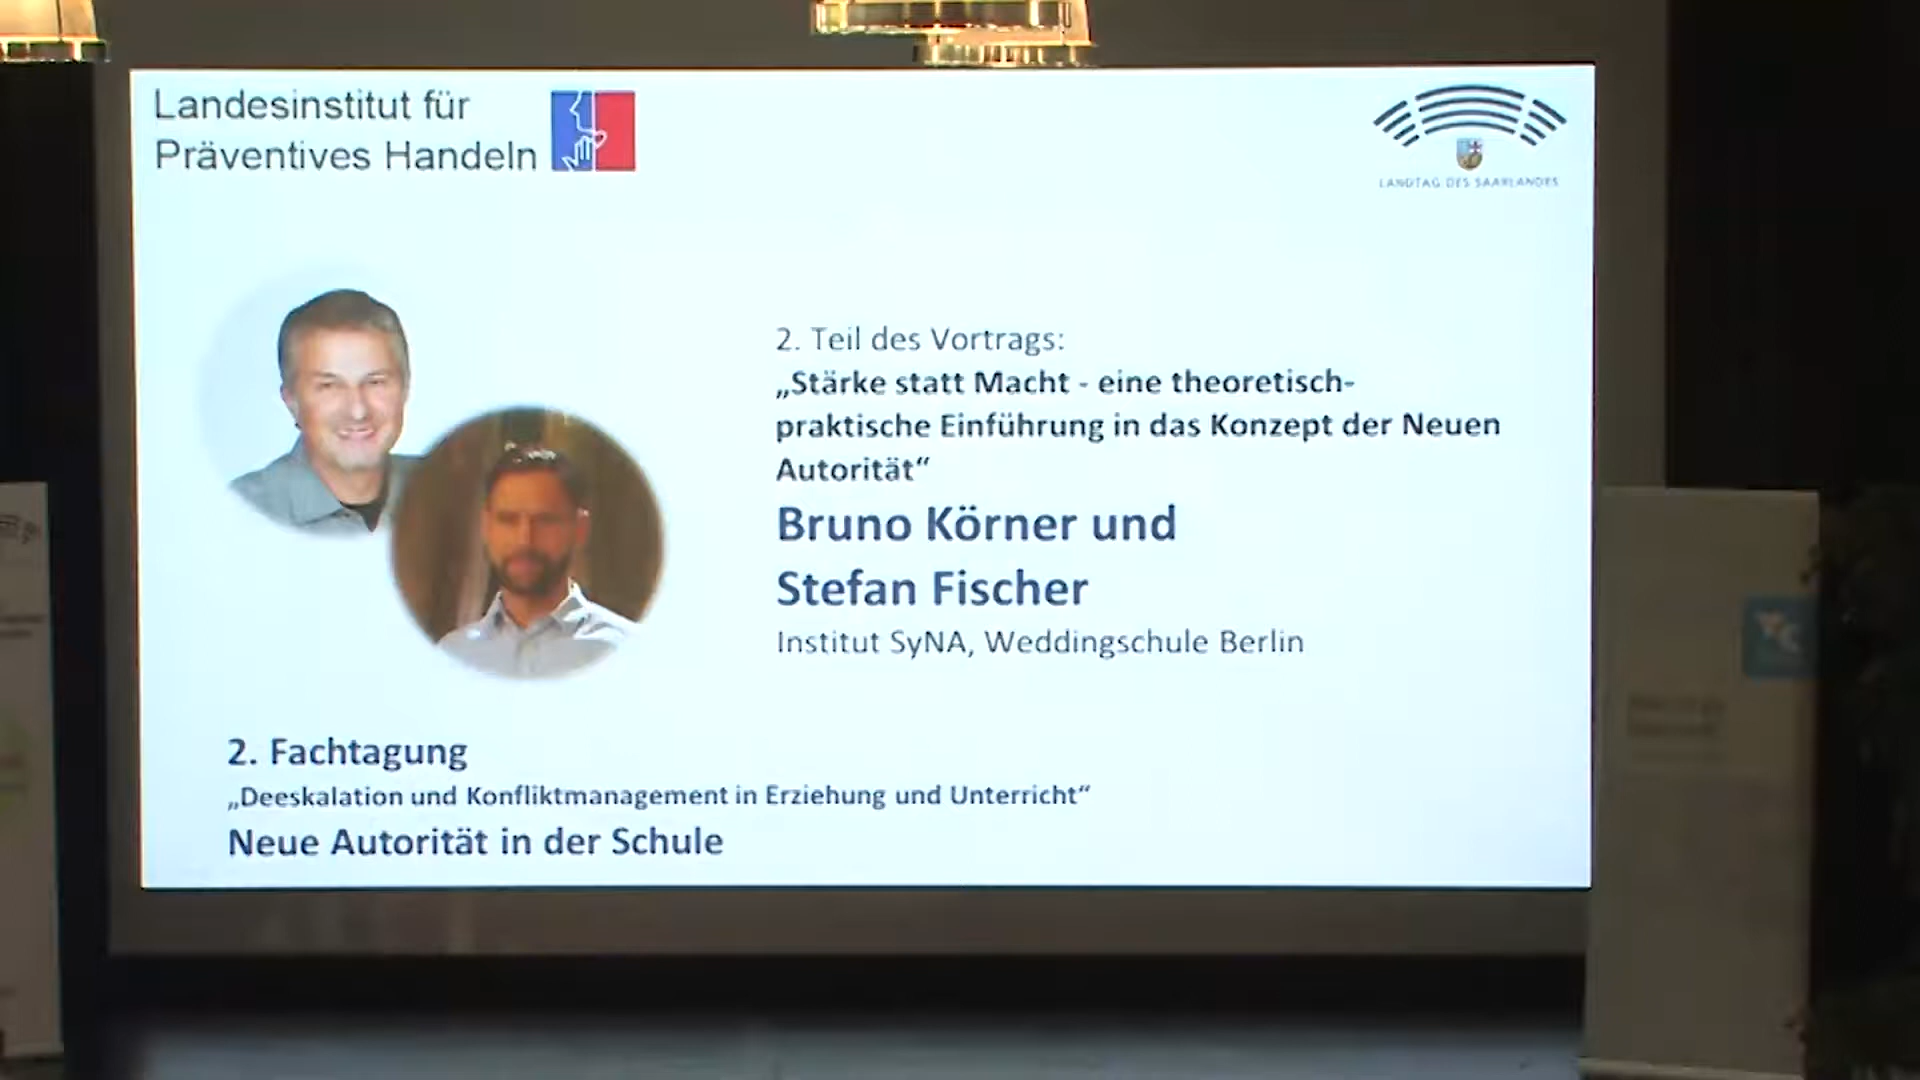 Landesinstitut für
Präventives Handeln
LANDTAG DES SAARLANDES
2. Teil des Vortrags:
„Stärke statt Macht - eine theoretisch-
praktische Einführung in das Konzept der Neuen
Autorität“
Bruno Körner und
Stefan Fischer
Institut SyNA, Weddingschule Berlin
2. Fachtagung
„Deeskalation und Konfliktmanagement in Erziehung und Unterricht“
Neue Autorität in der Schule